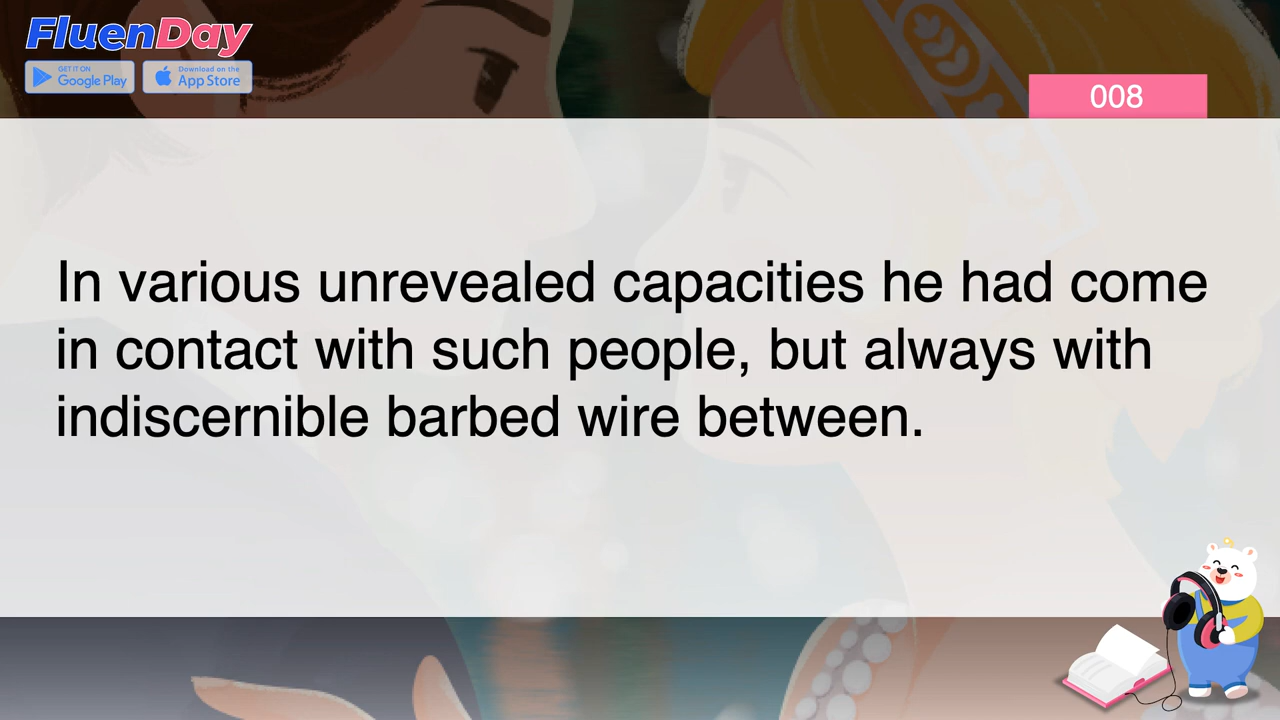 FluenDay
GET IT ON
Google Play
Download on the
App Store
008
In various unrevealed capacities he had come
in contact with such people, but always with
indiscernible barbed wire between.